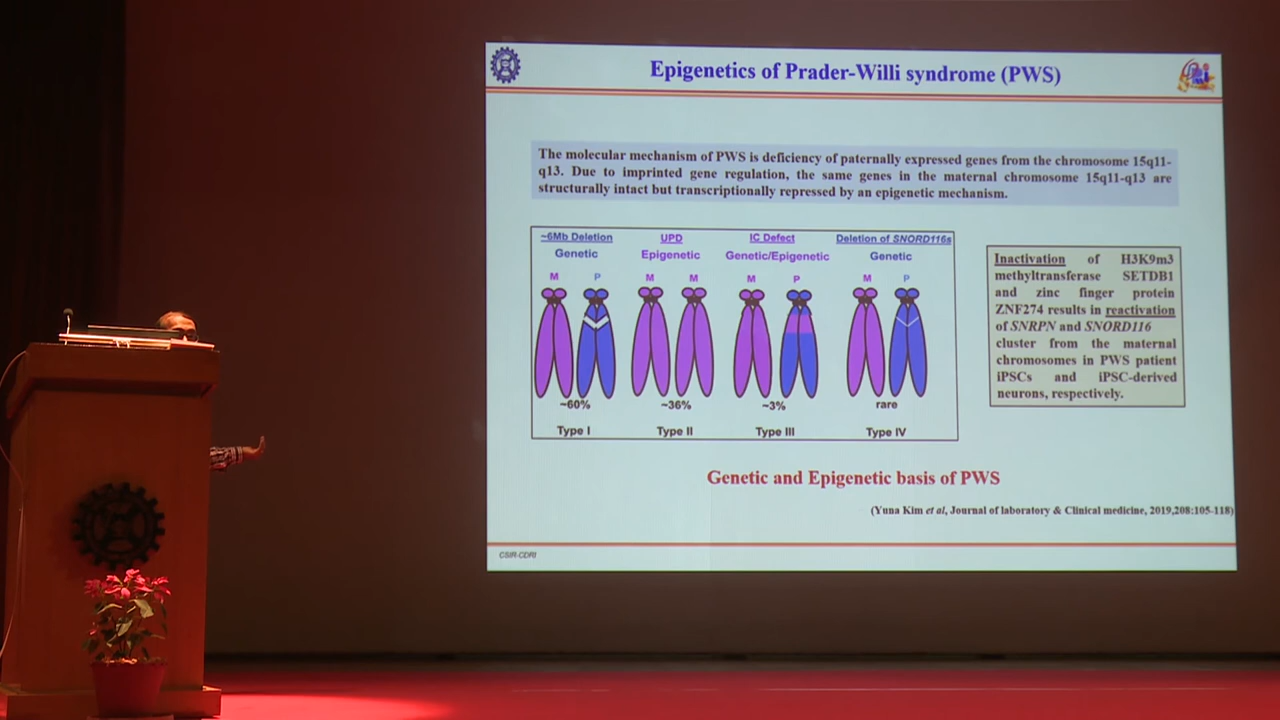 Epigenetics of Prader-Willi syndrome (PWS)
The molecular mechanism of PWS is deficiency of paternally expressed genes from the chromosome 15q11-
q13. Due to imprinted gene regulation, the same genes in the maternal chromosome 15q11-q13 are
structurally intact but transcriptionally repressed by an epigenetic mechanism.
~6Mb Deletion UPD IC Defect Deletion of SNORD116s
Genetic Epigenetic Genetic/Epigenetic Genetic
M P M M M P M P
~60% ~36% ~3% rare
Type I Type II Type III Type IV
Inactivation of H3K9m3
methyltransferase SETDB1
and zinc finger protein
ZNF274 results in reactivation
of SNRPN and SNORD116
cluster from the maternal
chromosomes in PWS patient
iPSCs and iPSC-derived
neurons, respectively.
Genetic and Epigenetic basis of PWS
(Yuna Kim et al, Journal of laboratory & Clinical medicine, 2019,208:105-118)
CSIR-CDRI